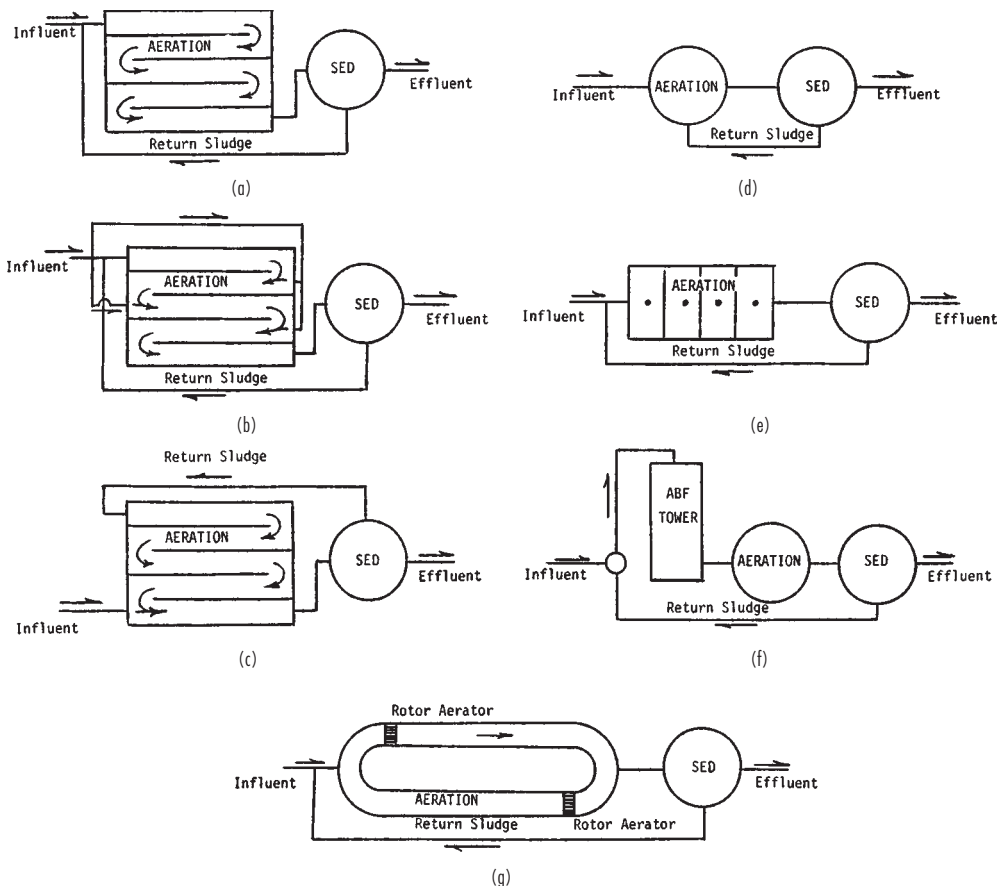 Influent
AERATION
SED
Effluent
Return Sludge
(a)
Influent
AERATION
SED
Effluent
Return Sludge
(d)
Influent
AERATION
SED
Effluent
Return Sludge
(b)
Influent
AERATION
SED
Effluent
Return Sludge
(e)
Return Sludge
AERATION
SED
Effluent
Influent
(c)
ABF
TOWER
Influent
AERATION
SED
Effluent
Return Sludge
(f)
Rotor Aerator
Influent
SED
Effluent
AERATION
Return Sludge
Rotor Aerator
(g)